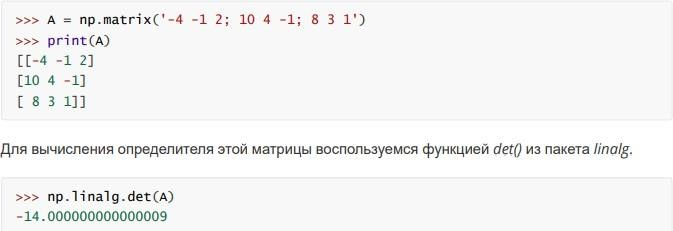 >>> A = np.matrix('-4 -1 2; 10 4 -1; 8 3 1')
>>> print(A)
[[-4 -1 2]
[10 4 -1]
[ 8 3 1]]
Для вычисления определителя этой матрицы воспользуемся функцией det() из пакета linalg.
>>> np.linalg.det(A)
-14.000000000000009